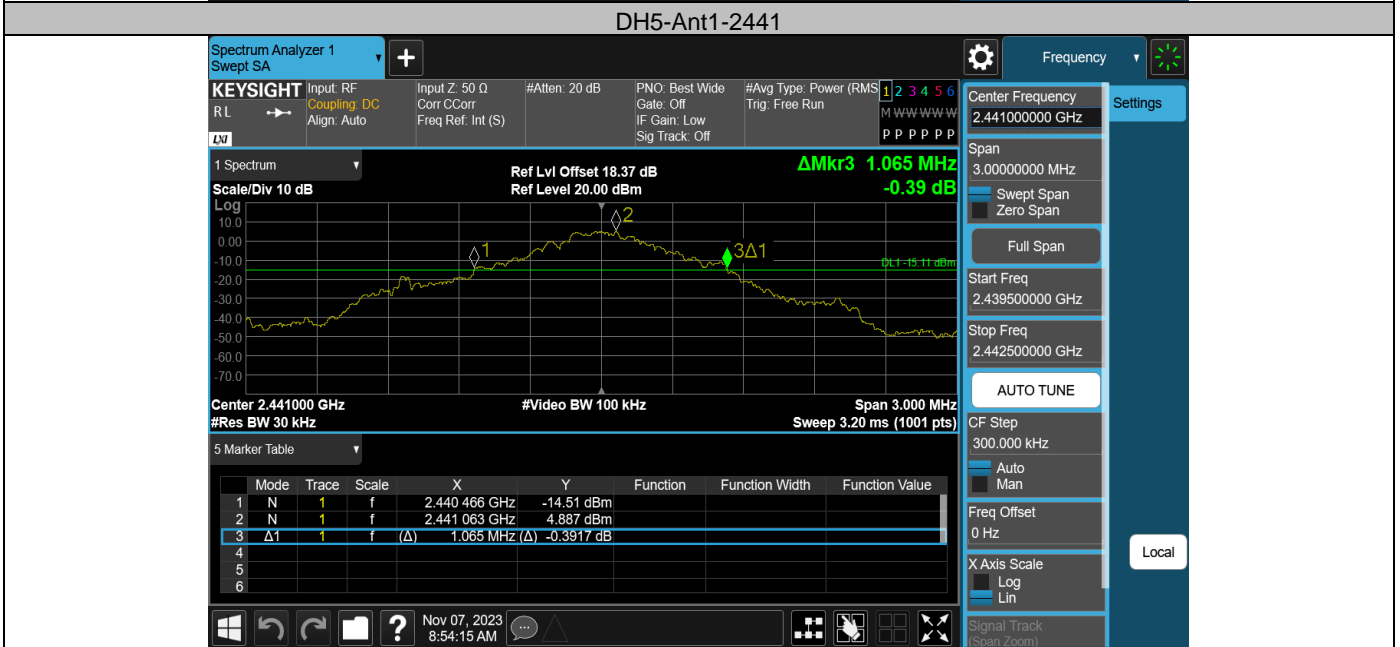 DH5-Ant1-2441
Spectrum Analyzer 1
Swept SA
Frequency
KEYSIGHT
RL
LXI
Input: RF
Coupling: DC
Align: Auto
Input Z: 50 Ω
Corr CCorr
Freq Ref: Int (S)
#Atten: 20 dB
PNO: Best Wide
Gate: Off
IF Gain: Low
Sig Track: Off
#Avg Type: Power (RMS
Trig: Free Run
1 2 3 4 5 6
M W W W W W
P P P P P P
1 Spectrum
Scale/Div 10 dB
Ref Lvl Offset 18.37 dB
Ref Level 20.00 dBm
ΔMkr3 1.065 MHz
-0.39 dB
Log
10.0
0.00
-10.0
-20.0
-30.0
-40.0
-50.0
-60.0
-70.0
1
2
3Δ1
DL1 -15.11 dBm
Center 2.441000 GHz
#Res BW 30 kHz
#Video BW 100 kHz
Span 3.000 MHz
Sweep 3.20 ms (1001 pts)
5 Marker Table
Mode Trace Scale X Y Function Function Width Function Value
1 N 1 f 2.440 466 GHz -14.51 dBm
2 N 1 f 2.441 063 GHz 4.887 dBm
3 Δ1 1 f (Δ) 1.065 MHz (Δ) -0.3917 dB
4
5
6
?
Nov 07, 2023
8:54:15 AM
Center Frequency
2.441000000 GHz
Settings
Span
3.00000000 MHz
Swept Span
Zero Span
Full Span
Start Freq
2.439500000 GHz
Stop Freq
2.442500000 GHz
AUTO TUNE
CF Step
300.000 kHz
Auto
Man
Freq Offset
0 Hz
X Axis Scale
Log
Lin
Signal Track
(Span Zoom)
Local